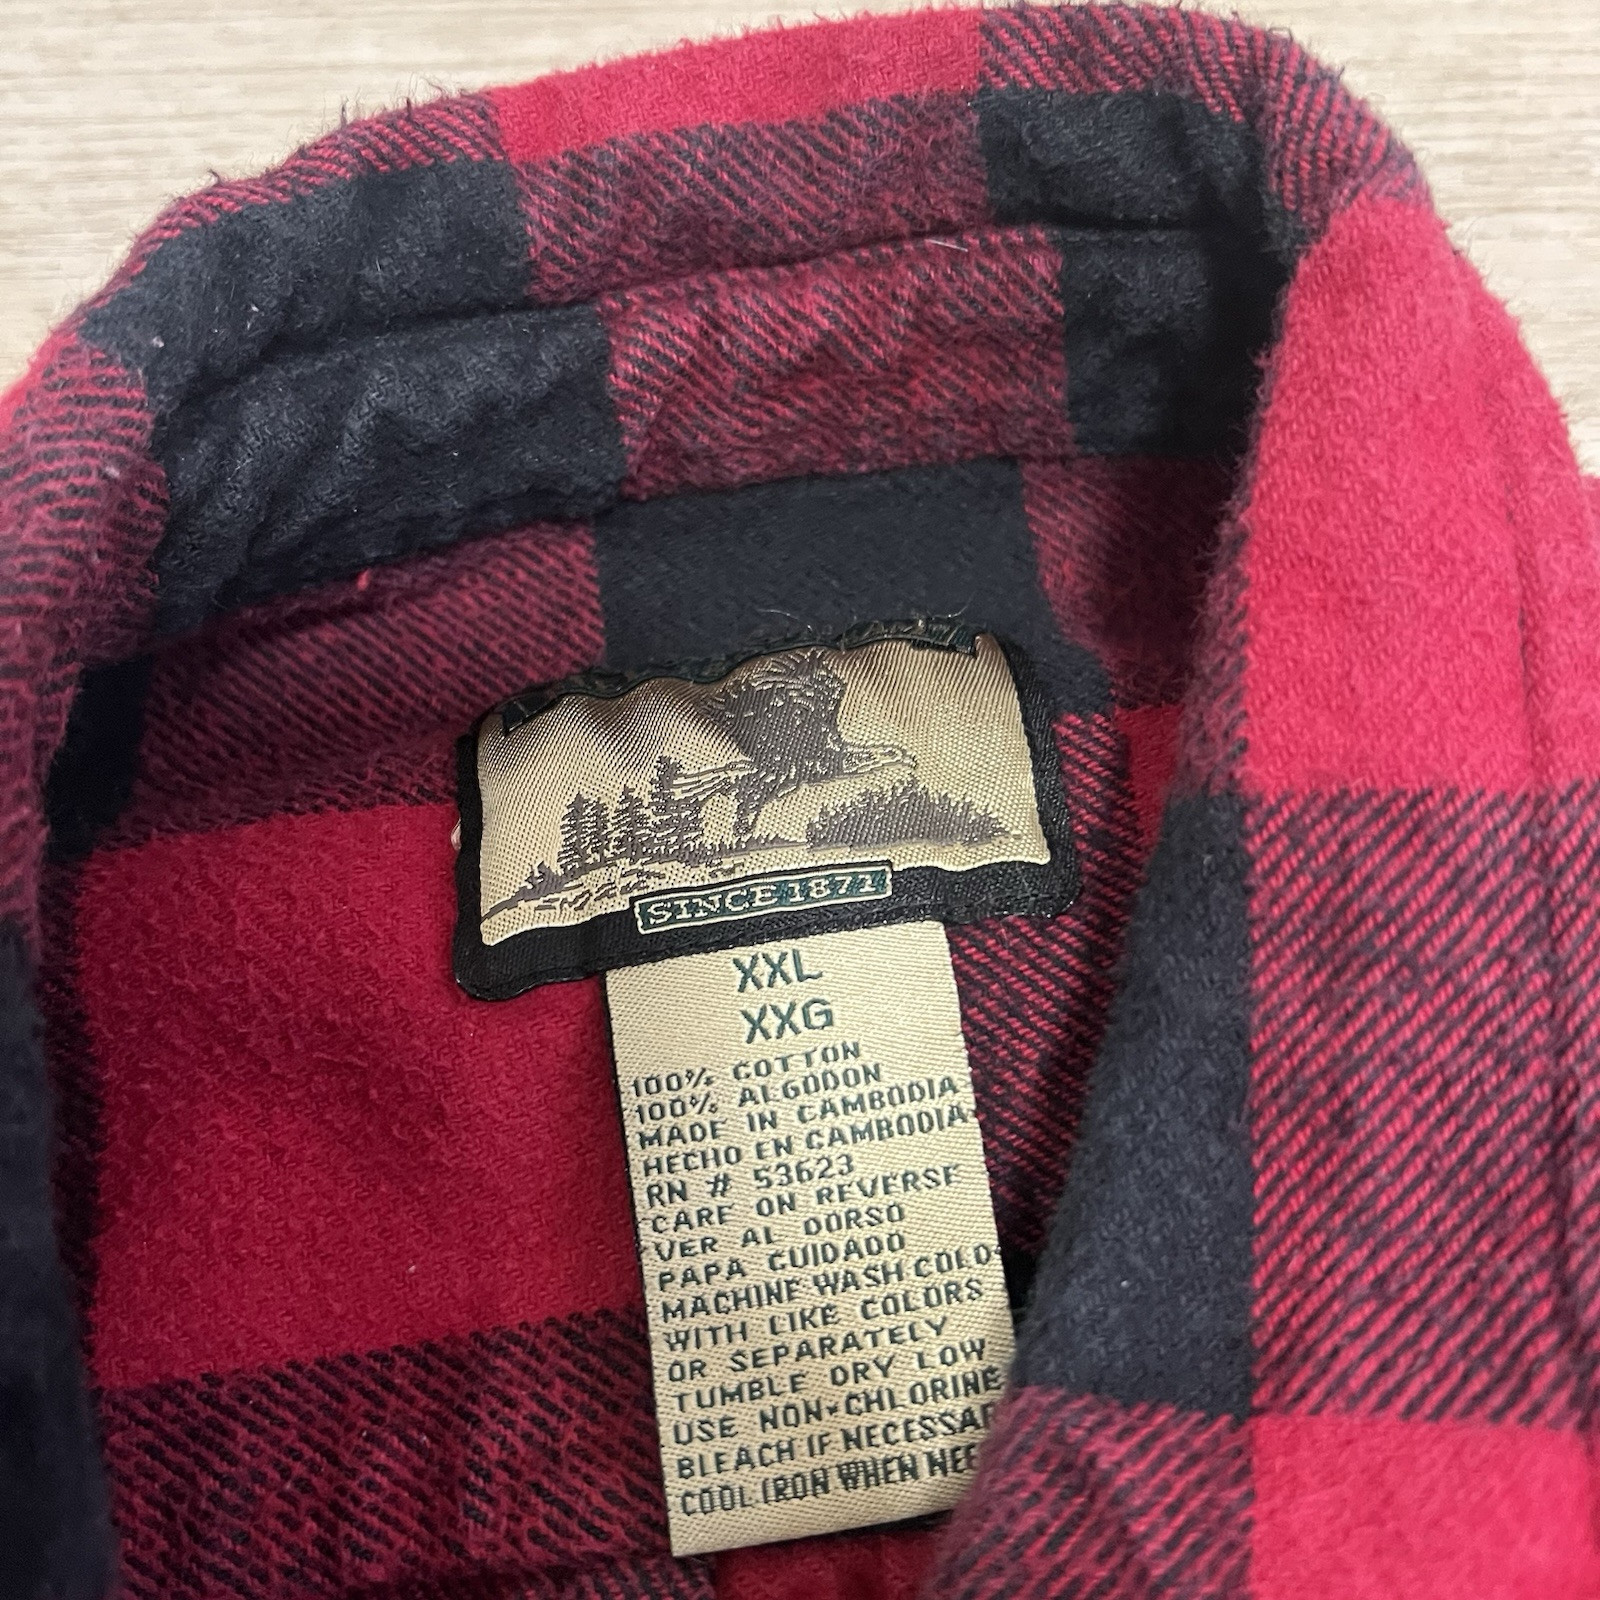 SINCE 1871
XXL
XXG
100% COTTON
100% ALGODON
MADE IN CAMBODIA
HECHO EN CAMBODIA
RN # 53623
CARE ON REVERSE
VER AL DORSO
PAPA CUIDADO
MACHINE WASH COLD
WITH LIKE COLORS
OR SEPARATELY
TUMBLE DRY LOW
USE NON-CHLORINE
BLEACH IF
COOL IRON WHEN